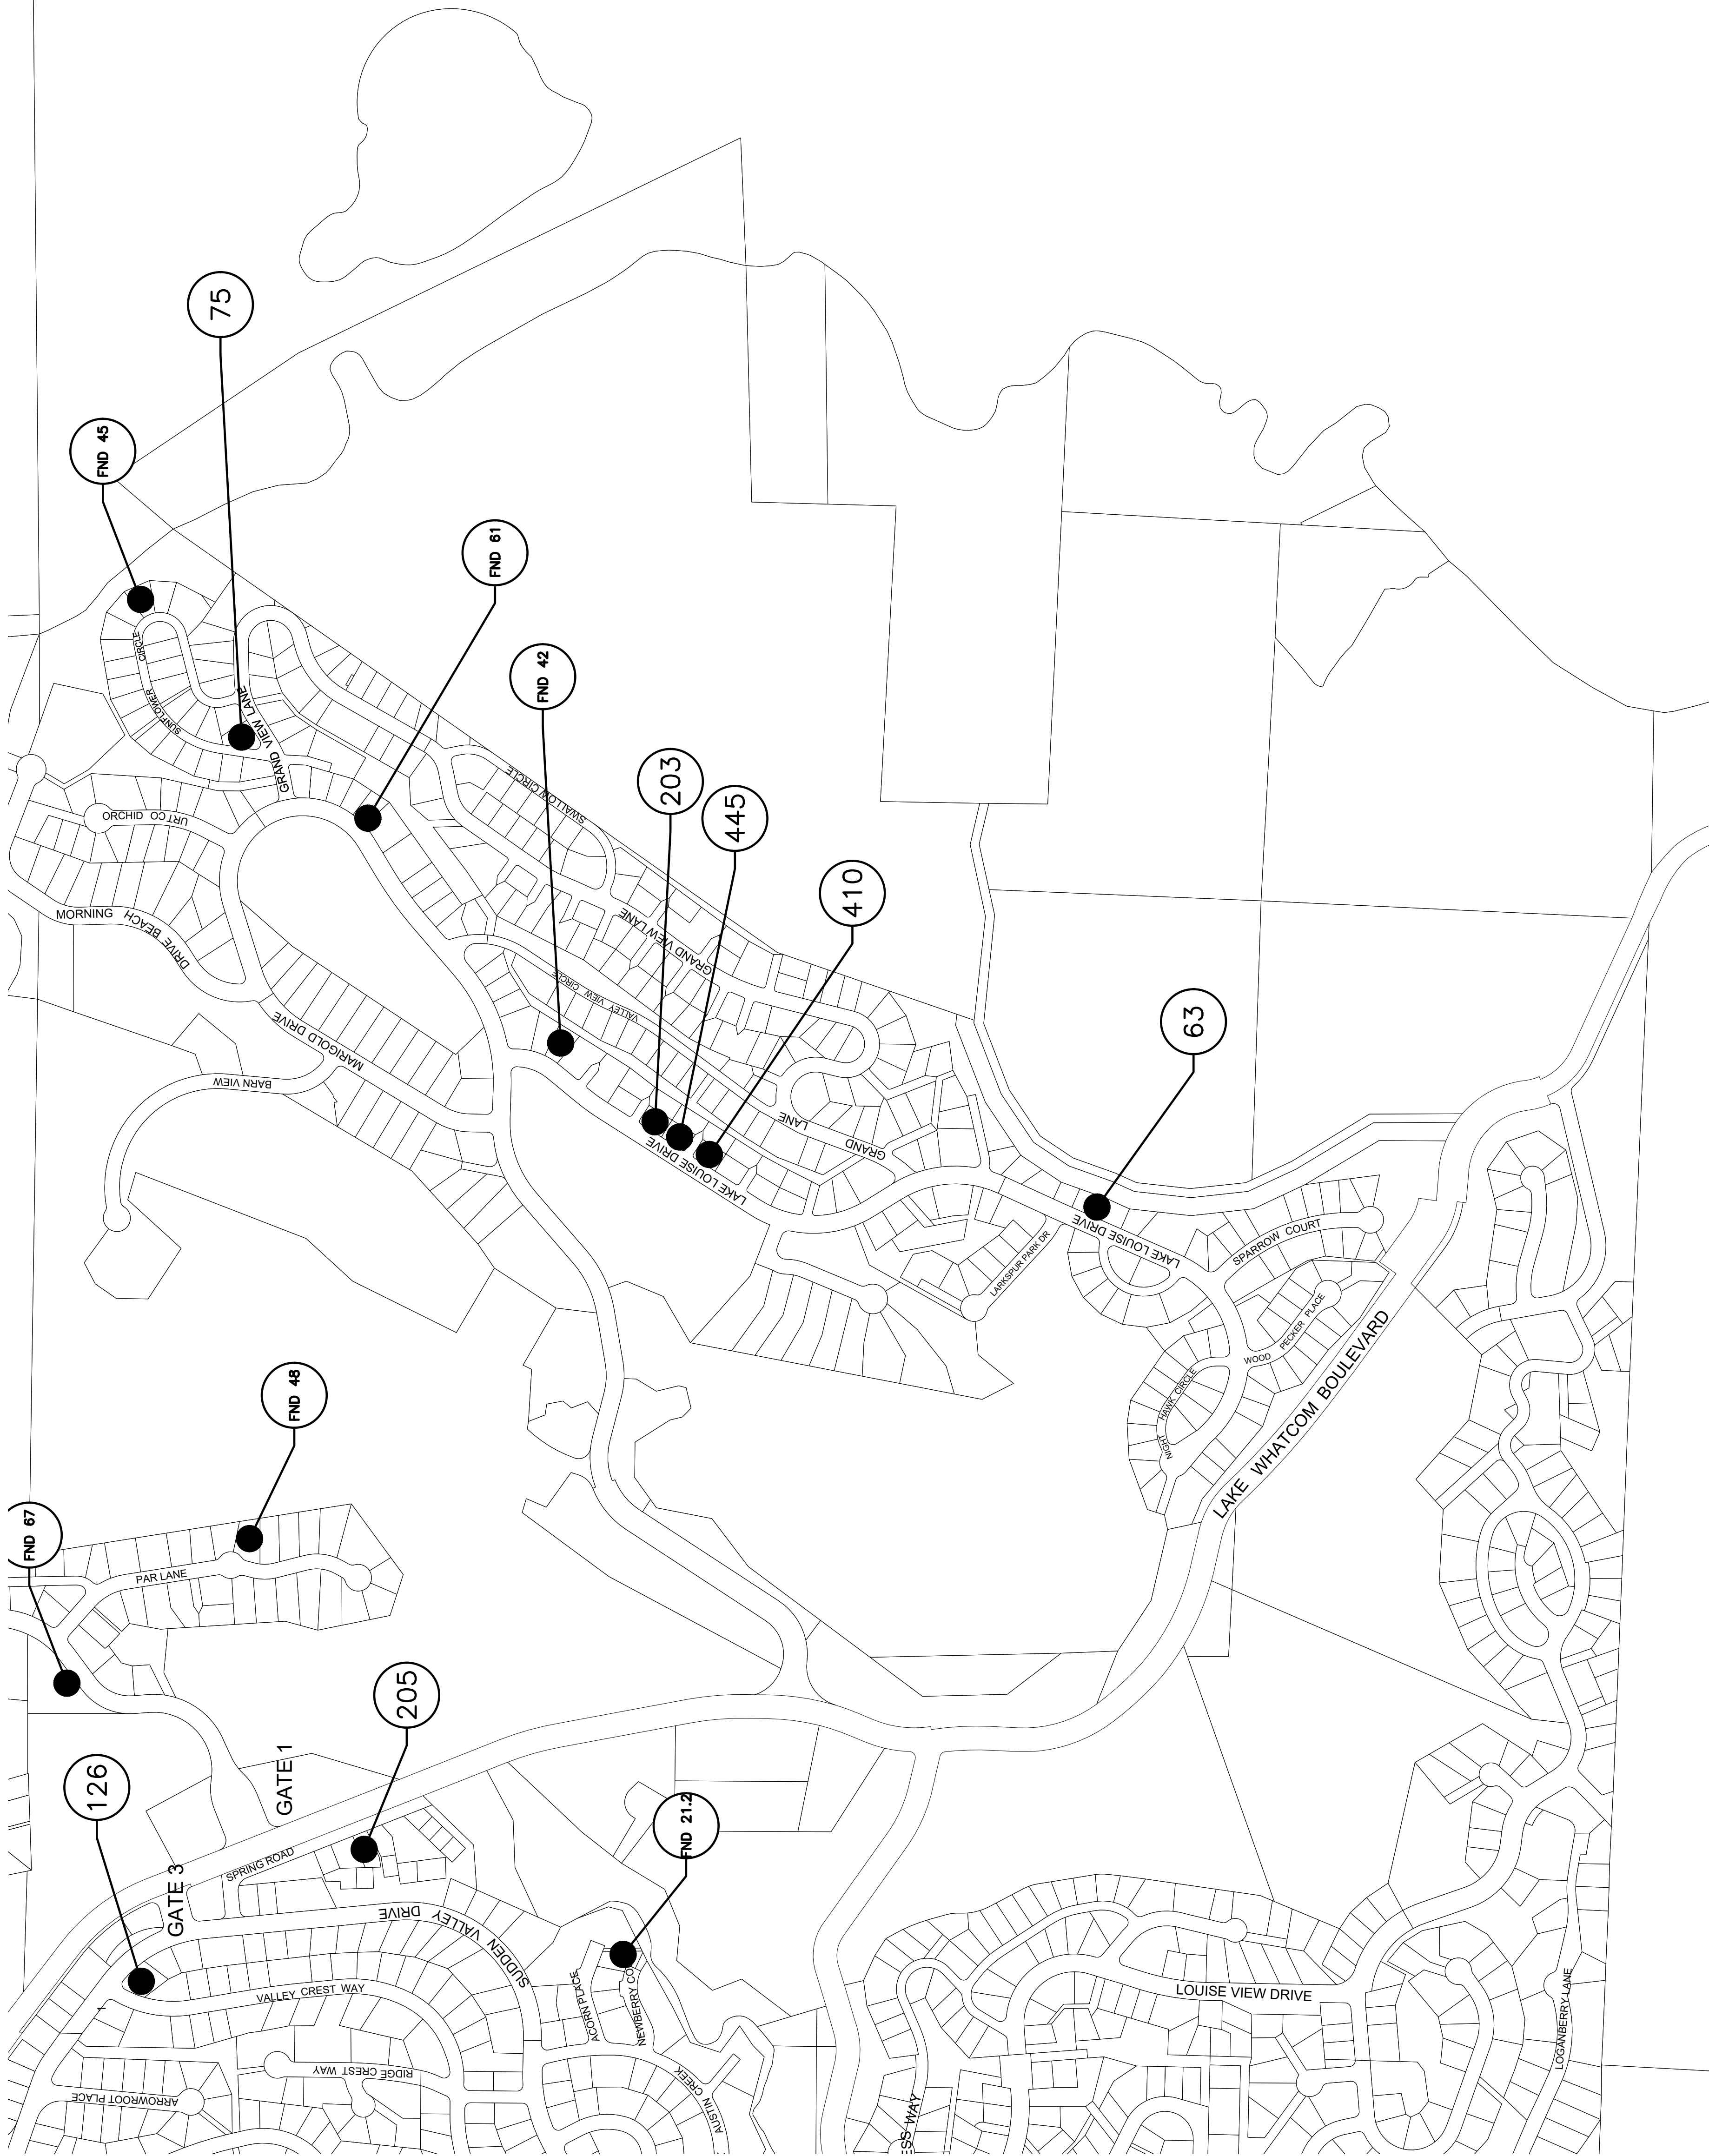 75
FND 45
FND 61
FND 42
203
445
410
63
CIRCLE
SUNFLOWER
GRAND VIEW LANE
SWALLOW CIRCLE
ORCHID
URTCO
MORNING
BEACH
DRIVE
MARIGOLD DRIVE
BARN VIEW
GRAND VIEW LANE
VALLEY VIEW CIRCLE
LAKE LOUISE DRIVE
GRAND
LANE
LAKE LOUISE DRIVE
LARKSPUR PARK DR
SPARROW COURT
WOOD PECKER PLACE
NIGHT HAWK CIRCLE
LAKE WHATCOM BOULEVARD
FND 48
FND 67
PAR LANE
205
126
GATE 1
GATE 3
SPRING ROAD
FND 21.2
SUDDEN VALLEY DRIVE
VALLEY CREST WAY
RIDGE CREST WAY
ARROWROOT PLACE
ACORN PLACE
NEWBERRY CO
AUSTIN CREEK
ESS WAY
LOUISE VIEW DRIVE
LOGANBERRY LANE